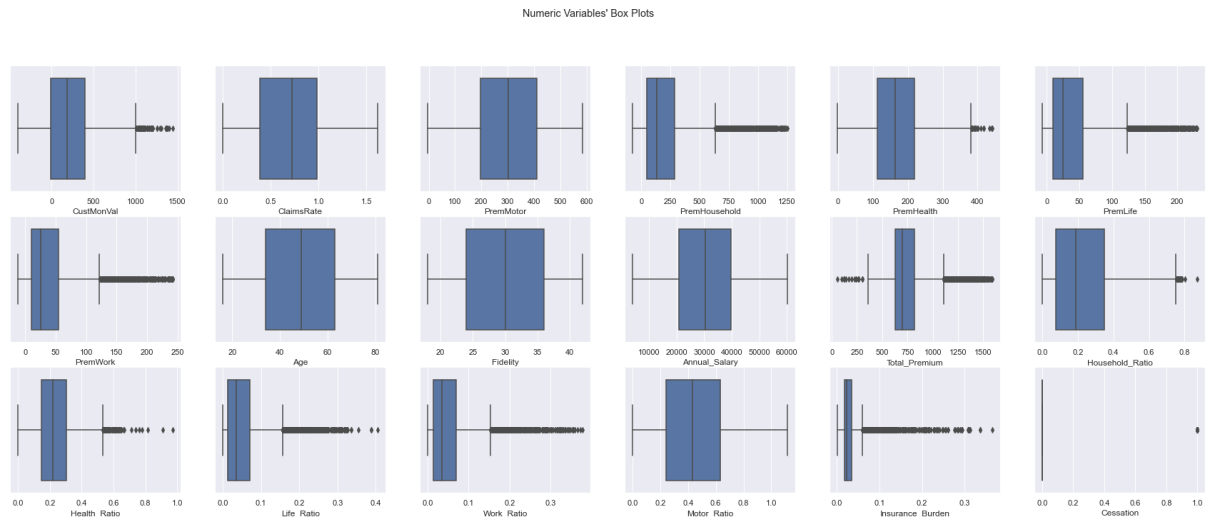 Numeric Variables' Box Plots
0 500 1000 1500
CustMonVal
0.0 0.5 1.0 1.5
ClaimsRate
0 100 200 300 400 500 600
PremMotor
0 250 500 750 1000 1250
PremHousehold
0 100 200 300 400
PremHealth
0 50 100 150 200
PremLife
0 50 100 150 200 250
PremWork
20 40 60 80
Age
20 25 30 35 40
Fidelity
10000 20000 30000 40000 50000 60000
Annual_Salary
0 250 500 750 1000 1250 1500
Total_Premium
0.0 0.2 0.4 0.6 0.8
Household_Ratio
0.0 0.2 0.4 0.6 0.8 1.0
Health_Ratio
0.0 0.1 0.2 0.3 0.4
Life_Ratio
0.0 0.1 0.2 0.3
Work_Ratio
0.0 0.2 0.4 0.6 0.8 1.0
Motor_Ratio
0.0 0.1 0.2 0.3
Insurance_Burden
0.0 0.2 0.4 0.6 0.8 1.0
Cessation